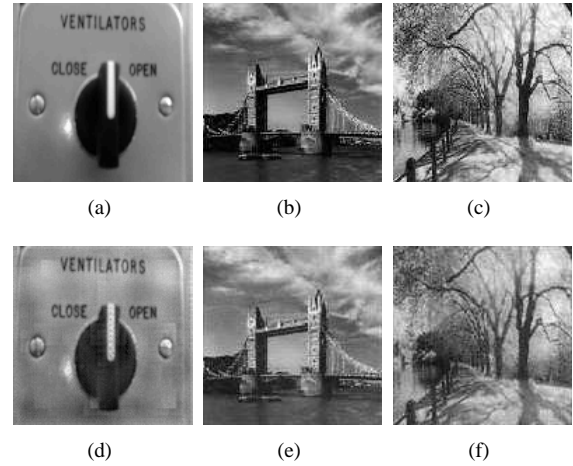 VENTILATORS
CLOSE OPEN
(a) (b) (c)
VENTILATORS
CLOSE OPEN
(d) (e) (f)